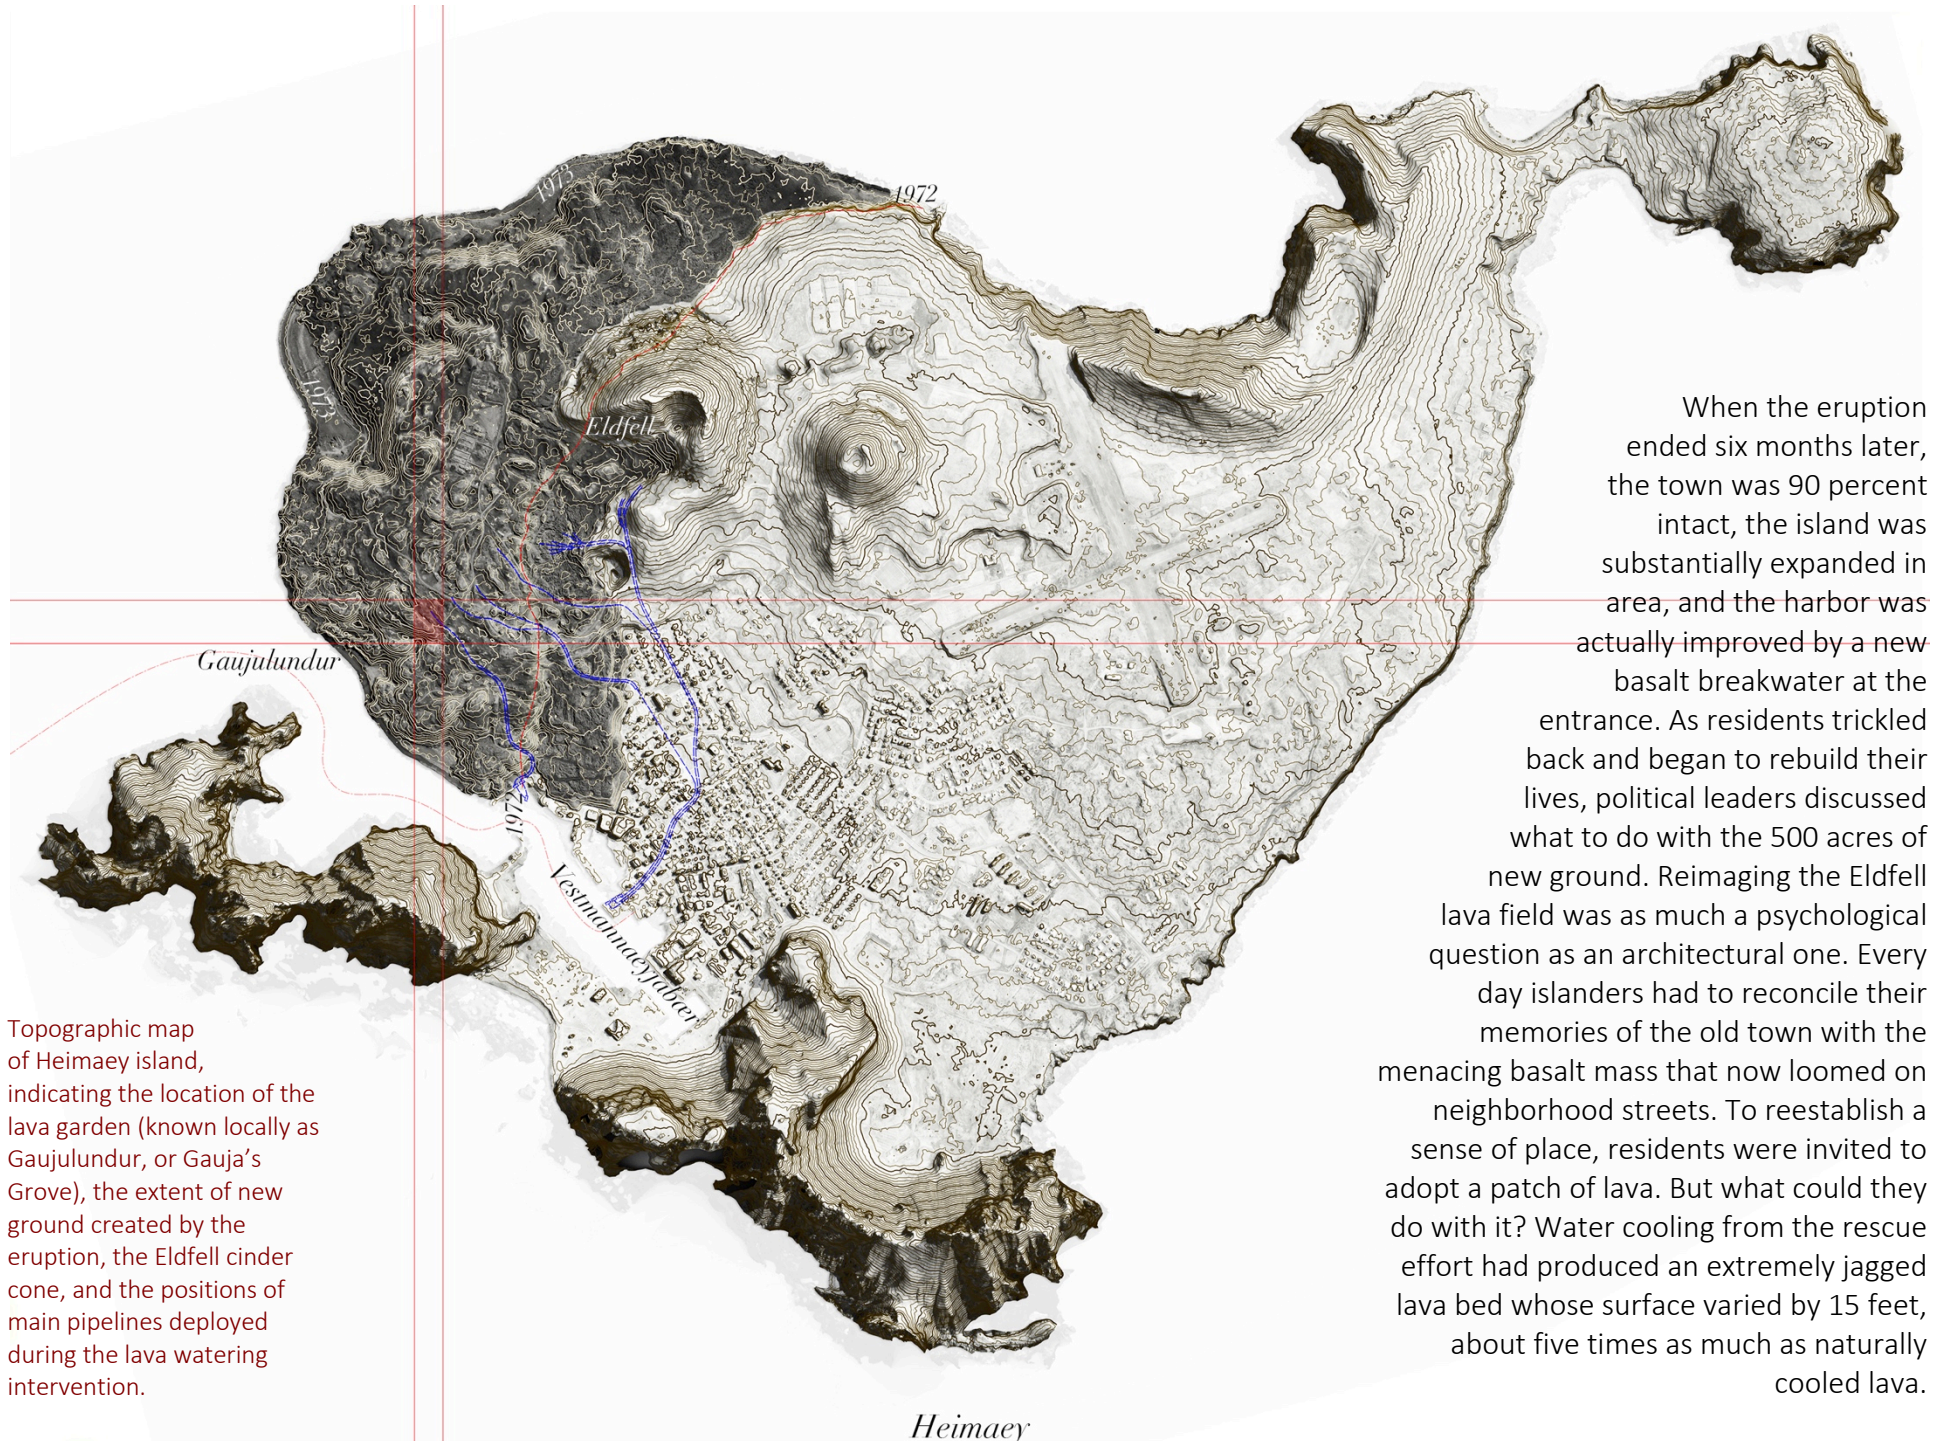 1973
1972
1973
Eldfell
Gaujulundur
1972
Vestmannaeyjabær
When the eruption
ended six months later,
the town was 90 percent
intact, the island was
substantially expanded in
area, and the harbor was
actually improved by a new
basalt breakwater at the
entrance. As residents trickled
back and began to rebuild their
lives, political leaders discussed
what to do with the 500 acres of
new ground. Reimaging the Eldfell
lava field was as much a psychological
question as an architectural one. Every
day islanders had to reconcile their
memories of the old town with the
menacing basalt mass that now loomed on
neighborhood streets. To reestablish a
sense of place, residents were invited to
adopt a patch of lava. But what could they
do with it? Water cooling from the rescue
effort had produced an extremely jagged
lava bed whose surface varied by 15 feet,
about five times as much as naturally
cooled lava.
Topographic map
of Heimaey island,
indicating the location of the
lava garden (known locally as
Gaujulundur, or Gauja’s
Grove), the extent of new
ground created by the
eruption, the Eldfell cinder
cone, and the positions of
main pipelines deployed
during the lava watering
intervention.
Heimaey